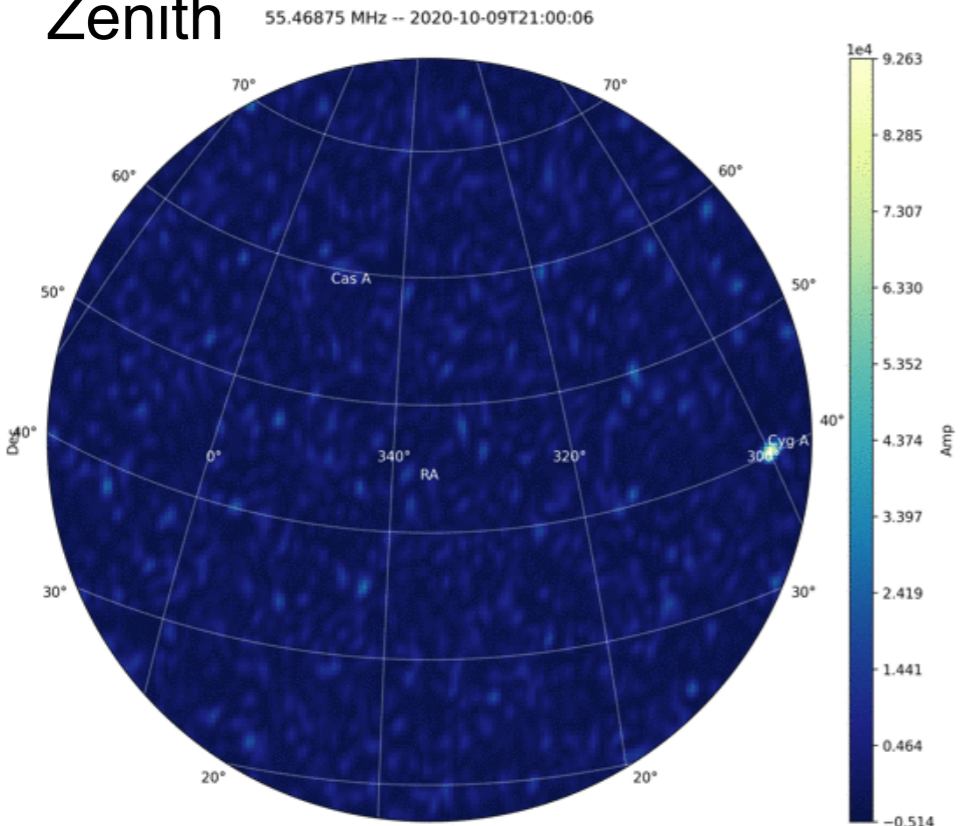 Zenith
55.46875 MHz -- 2020-10-09T21:00:06
1e4
70° 70°
60° 60°
50° 50°
40° 40°
30° 30°
20° 20°
Cas A
Cyg A
0° 340° 320° 300
RA
Dec
9.263
8.285
7.307
6.330
5.352
4.374
3.397
2.419
1.441
0.464
−0.514
Amp